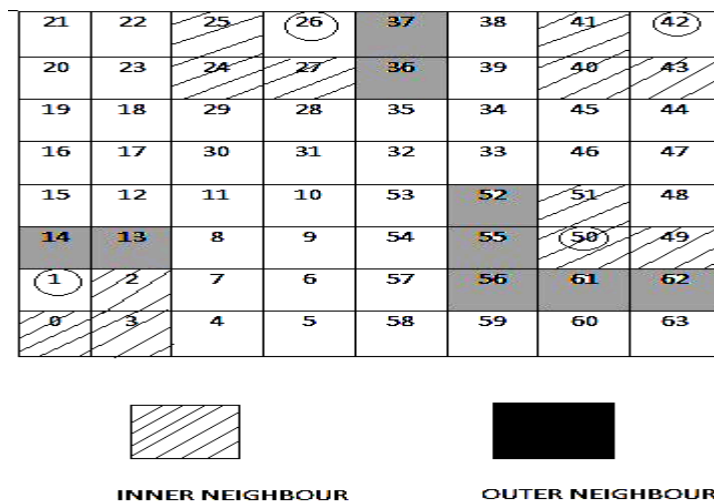 21 22 25 26 37 38 41 42
20 23 24 27 36 39 40 43
19 18 29 28 35 34 45 44
16 17 30 31 32 33 46 47
15 12 11 10 53 52 51 48
14 13 8 9 54 55 50 49
1 2 7 6 57 56 61 62
0 3 4 5 58 59 60 63
INNER NEIGHBOUR OUTER NEIGHBOUR